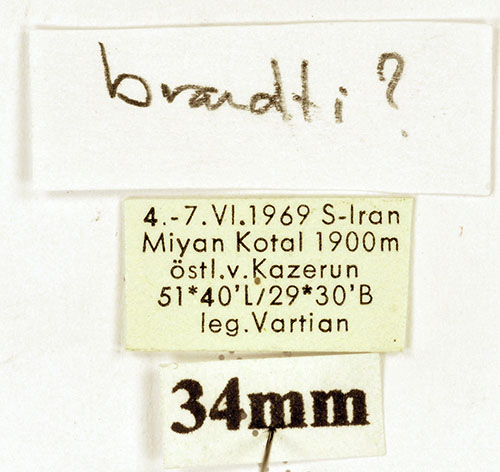 brandti?
4.-7.VI.1969 S-Iran
Miyan Kotal 1900m
östl.v.Kazerun
51*40'L/29*30'B
leg.Vartian
34mm